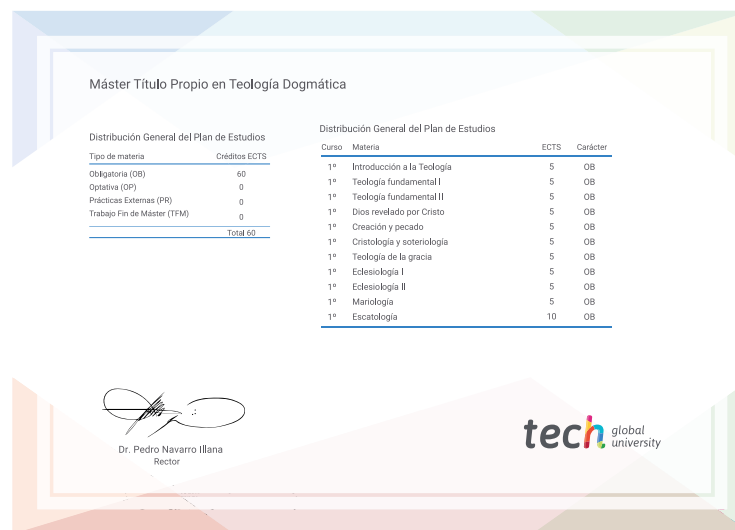 Máster Título Propio en Teología Dogmática
Distribución General del Plan de Estudios
Tipo de materia Créditos ECTS
Obligatoria (OB) 60
Optativa (OP) 0
Prácticas Externas (PR) 0
Trabajo Fin de Máster (TFM) 0
Total 60
Distribución General del Plan de Estudios
Curso Materia ECTS Carácter
1º Introducción a la Teología 5 OB
1º Teología fundamental I 5 OB
1º Teología fundamental II 5 OB
1º Dios revelado por Cristo 5 OB
1º Creación y pecado 5 OB
1º Cristología y soteriología 5 OB
1º Teología de la gracia 5 OB
1º Eclesiología I 5 OB
1º Eclesiología II 5 OB
1º Mariología 5 OB
1º Escatología 10 OB
Dr. Pedro Navarro Illana
Rector
tech global
university